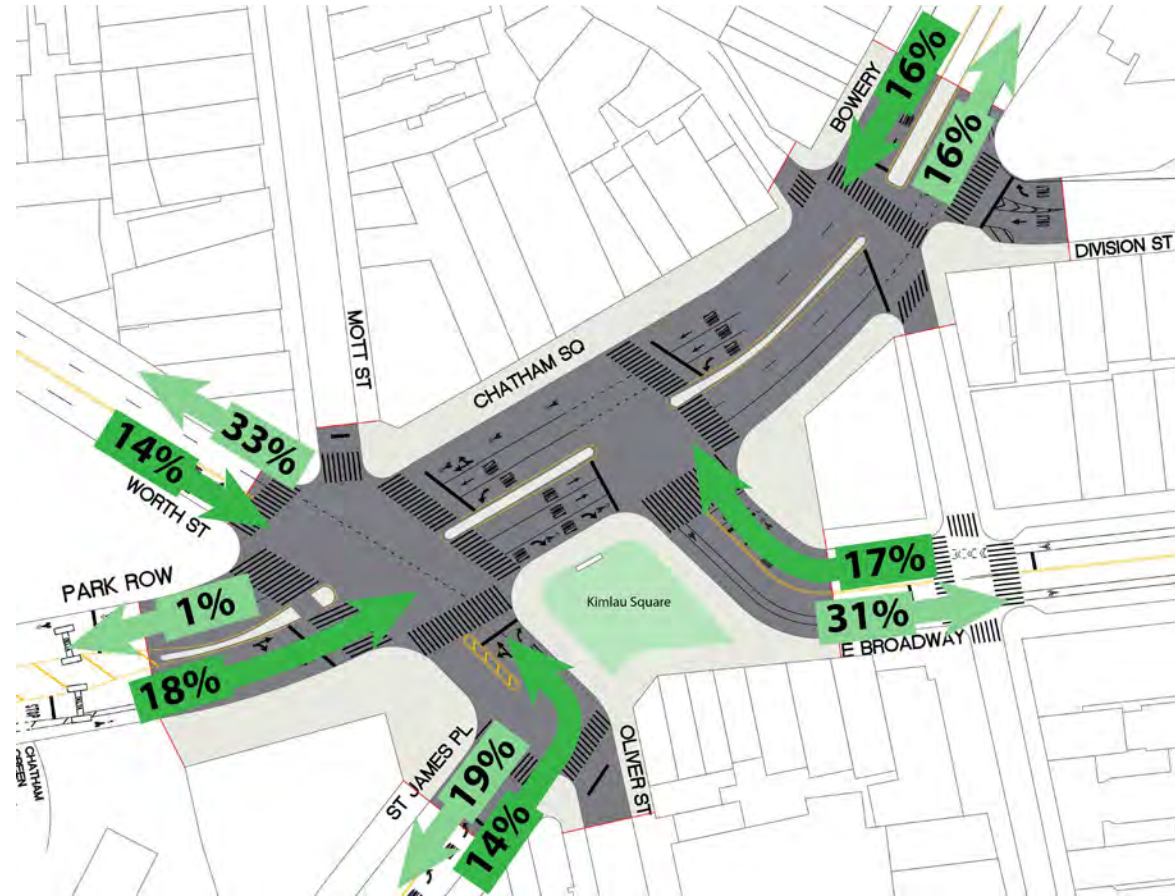 16%
BOWERY
16%
DIVISION ST
MOTT ST
CHATHAM SQ
33%
14%
WORTH ST
PARK ROW
1%
18%
17%
Kimlau Square
31%
E BROADWAY
OLIVER ST
ST JAMES PL
19%
14%
STOP
CHATHAM
GREEN